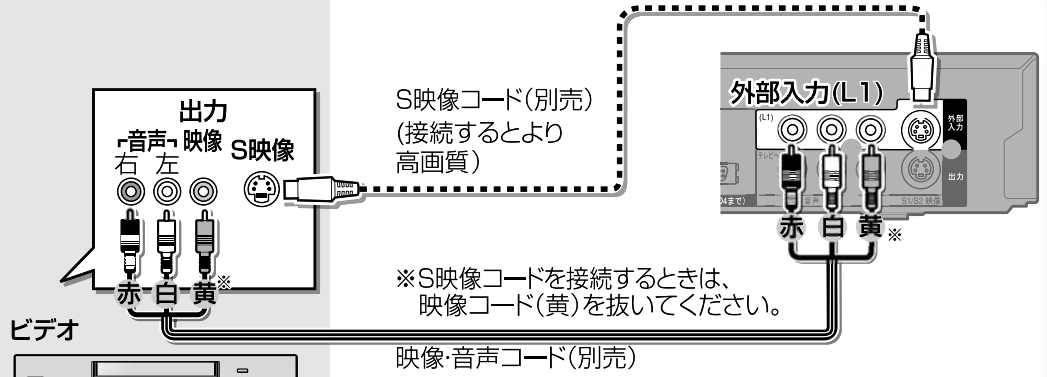 S映像コード(別売)
(接続するとより
高画質)
出力
音声 映像 S映像
右 左
赤 白 黄※
ビデオ
外部入力(L1)
(L1)
外部
入力
出力
S1/S2 映像
赤 白 黄※
※S映像コードを接続するときは、
映像コード(黄)を抜いてください。
映像・音声コード(別売)